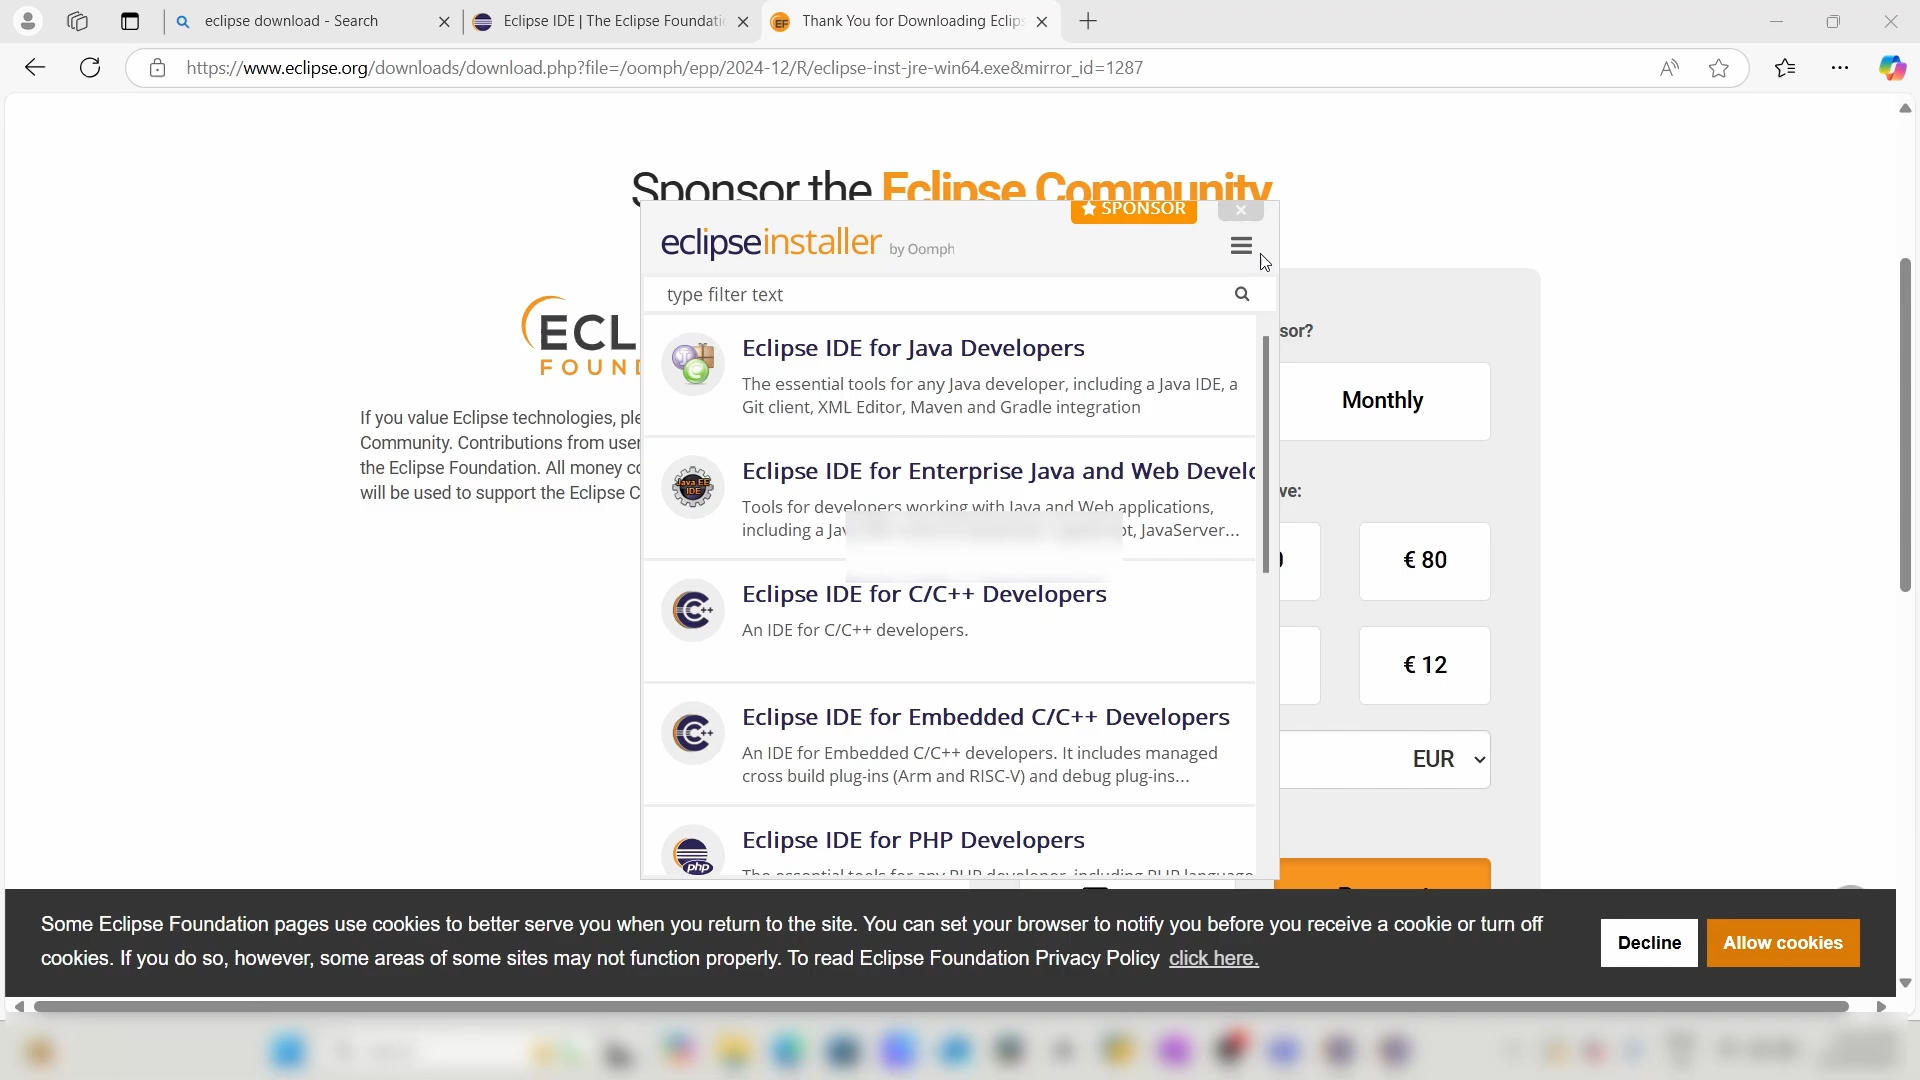 eclipse download - Search
Eclipse IDE | The Eclipse Foundatic
Thank You for Downloading Eclips
https://www.eclipse.org/downloads/download.php?file=/oomph/epp/2024-12/R/eclipse-inst-jre-win64.exe&mirror_id=1287
Sponsor the Eclipse Community
SPONSOR
eclipseinstaller by Oomph
type filter text
ECL
FOUN
If you value Eclipse technologies, ple
Community. Contributions from user
the Eclipse Foundation. All money co
will be used to support the Eclipse C
Eclipse IDE for Java Developers
The essential tools for any Java developer, including a Java IDE, a
Git client, XML Editor, Maven and Gradle integration
Eclipse IDE for Enterprise Java and Web Develo
Tools for developers working with Java and Web applications,
including a Jav
pt, JavaServer...
Eclipse IDE for C/C++ Developers
An IDE for C/C++ developers.
Eclipse IDE for Embedded C/C++ Developers
An IDE for Embedded C/C++ developers. It includes managed
cross build plug-ins (Arm and RISC-V) and debug plug-ins...
Eclipse IDE for PHP Developers
The essential tools for any PHP developer, including PHP language
sor?
Monthly
ve:
€ 80
€ 12
EUR
Some Eclipse Foundation pages use cookies to better serve you when you return to the site. You can set your browser to notify you before you receive a cookie or turn off
cookies. If you do so, however, some areas of some sites may not function properly. To read Eclipse Foundation Privacy Policy click here.
Decline
Allow cookies